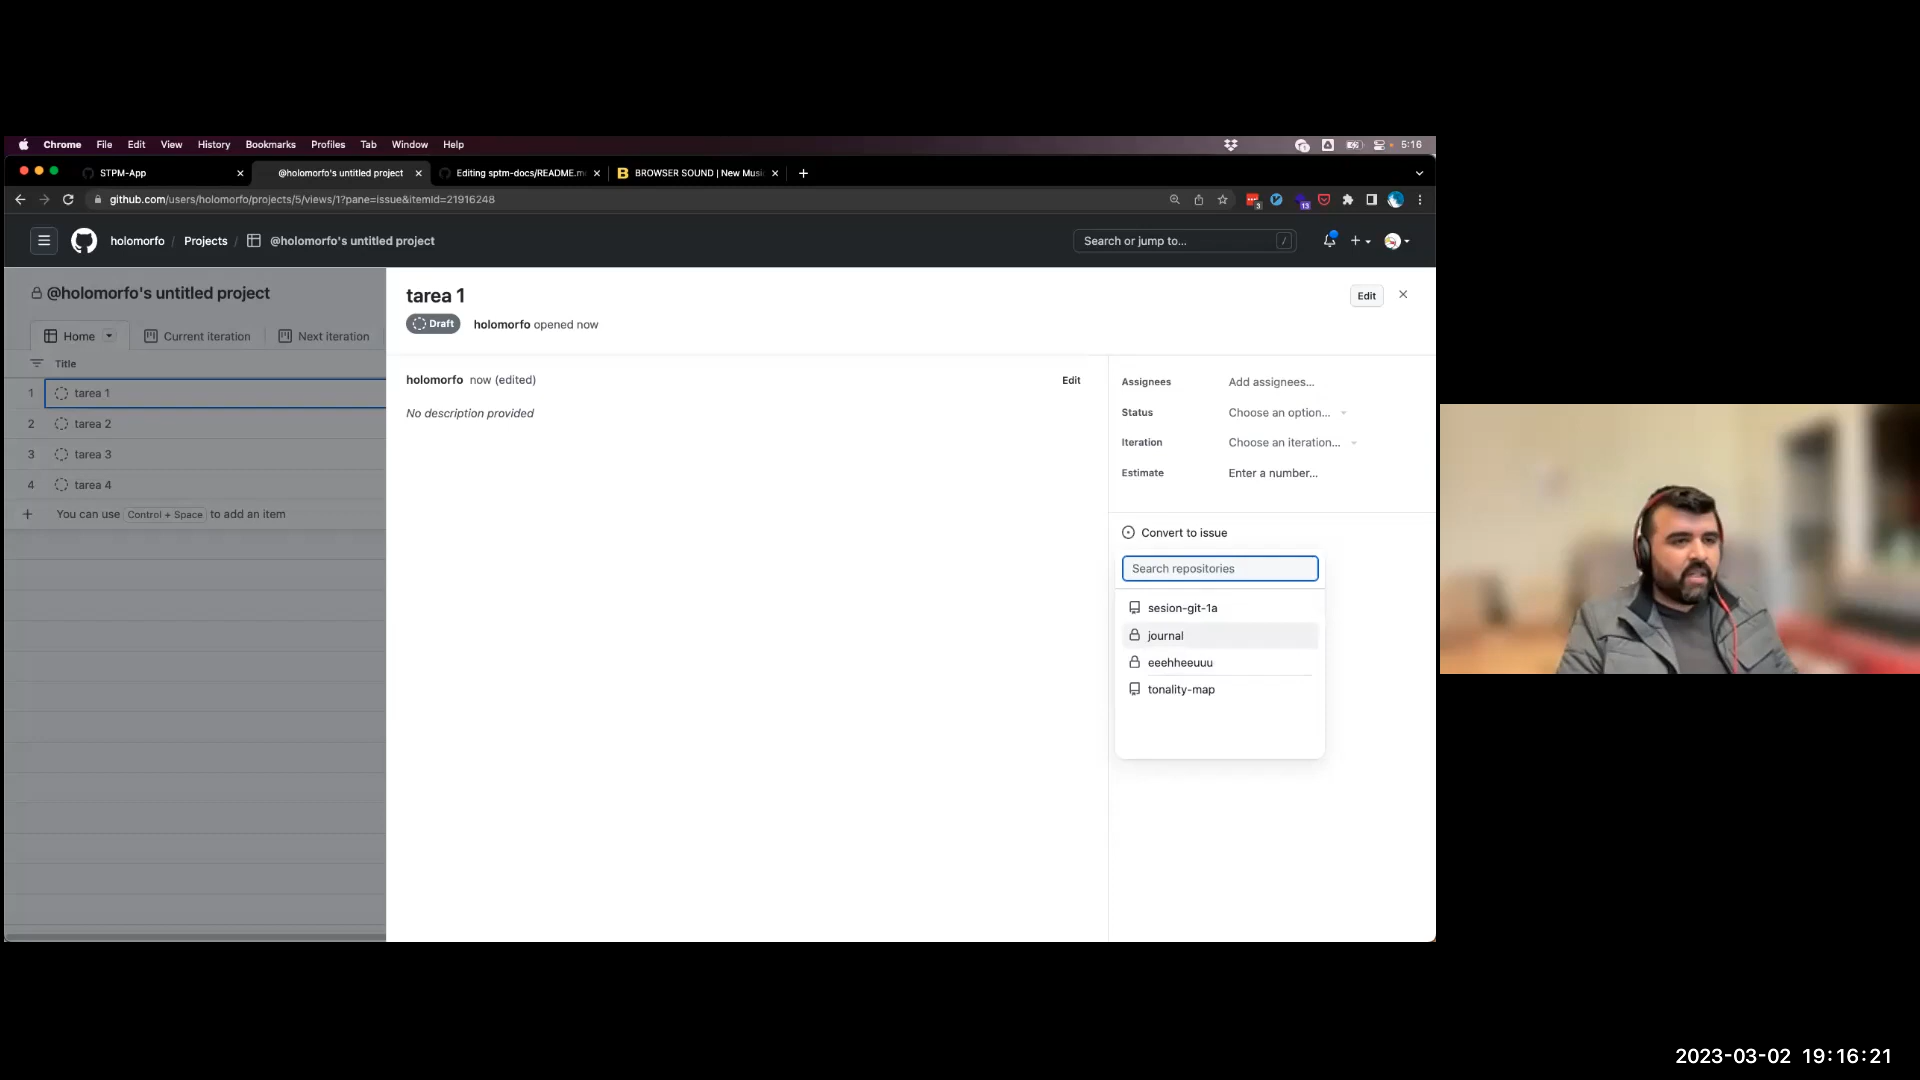 Chrome File Edit View History Bookmarks Profiles Tab Window Help 5:16
STPM-App @holomorfo's untitled project Editing sptm-docs/README.m BROWSER SOUND | New Musi
github.com/users/holomorfo/projects/5/views/1?pane=issue&itemId=21916248 3 13
holomorfo / Projects / @holomorfo's untitled project Search or jump to... /
@holomorfo's untitled project
Home Current iteration Next iteration
Title
1 tarea 1
2 tarea 2
3 tarea 3
4 tarea 4
+ You can use Control + Space to add an item
tarea 1 Edit
Draft holomorfo opened now
holomorfo now (edited) Edit
No description provided
Assignees Add assignees...
Status Choose an option...
Iteration Choose an iteration...
Estimate Enter a number...
Convert to issue
Search repositories
sesion-git-1a
journal
eeehheeuuu
tonality-map
2023-03-02 19:16:21